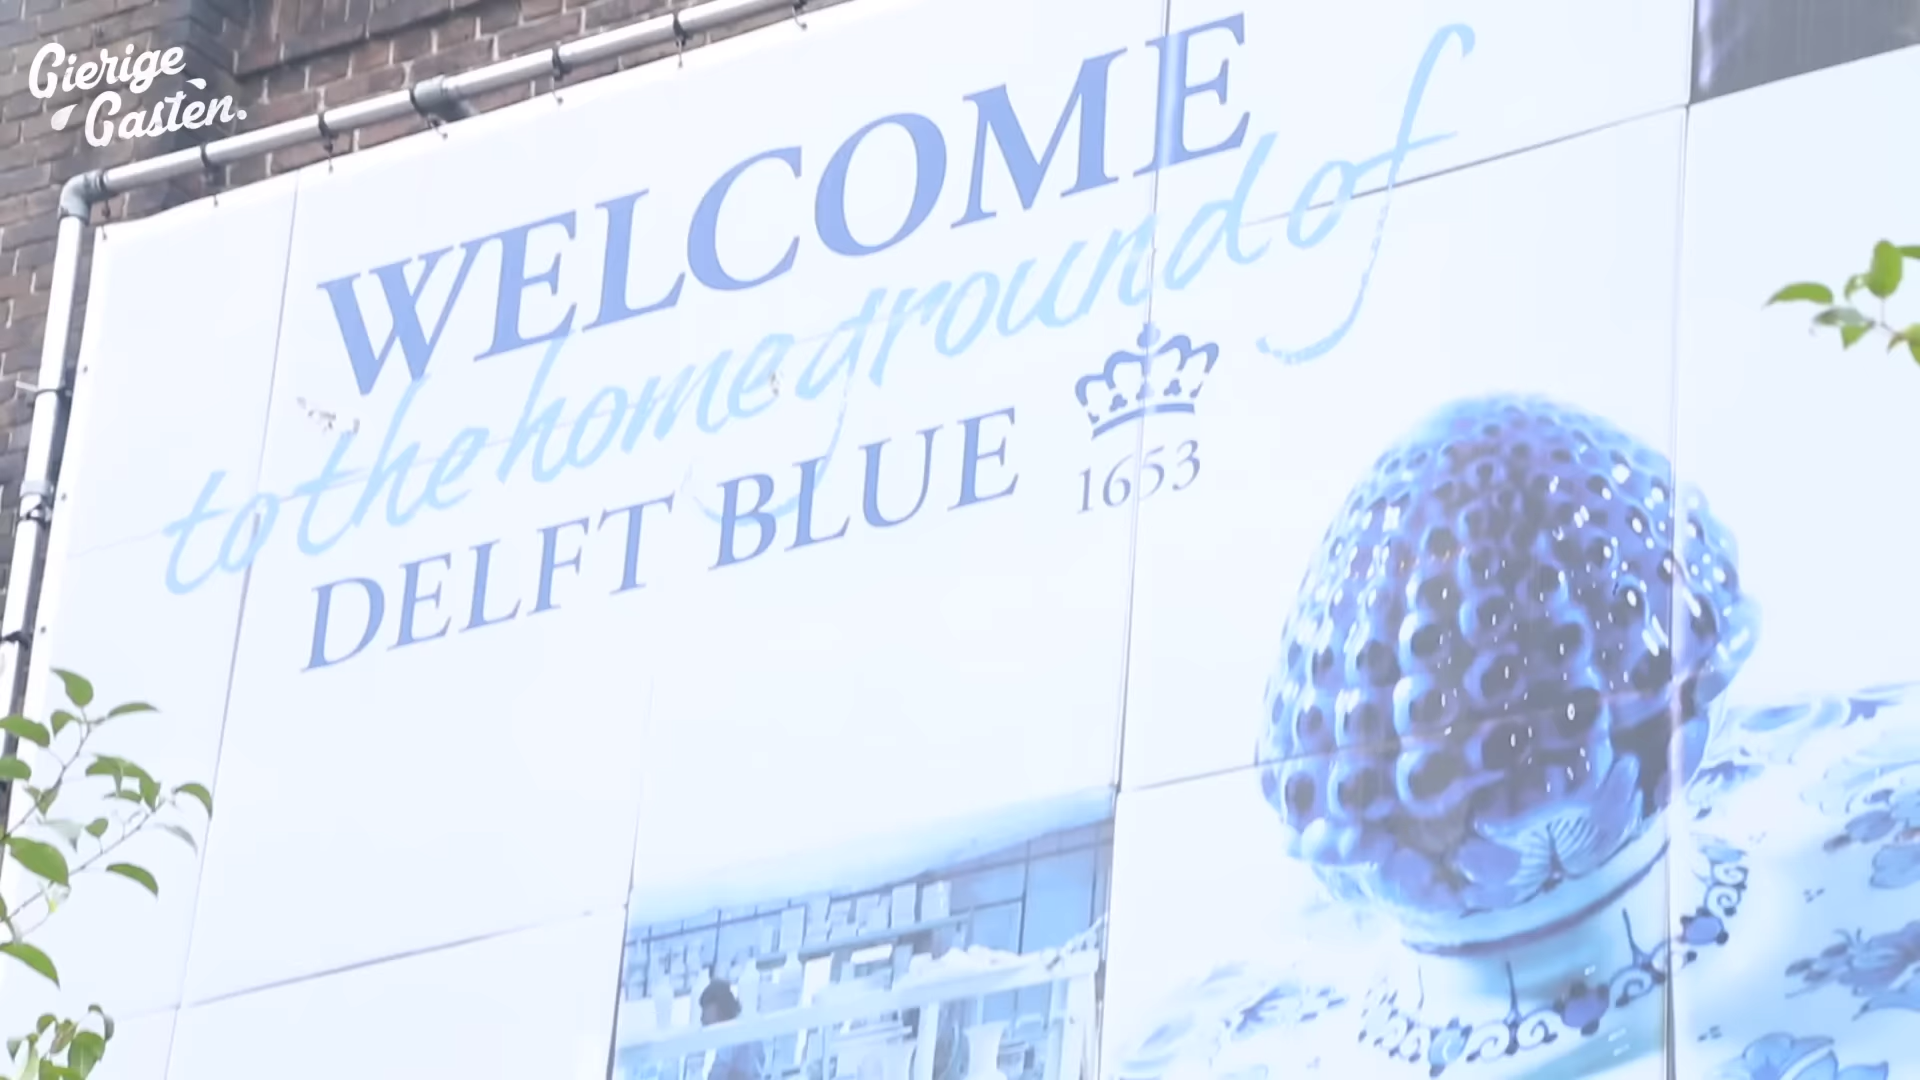 Gierige
Gasten.
WELCOME
to the home ground of
DELFT BLUE
1653